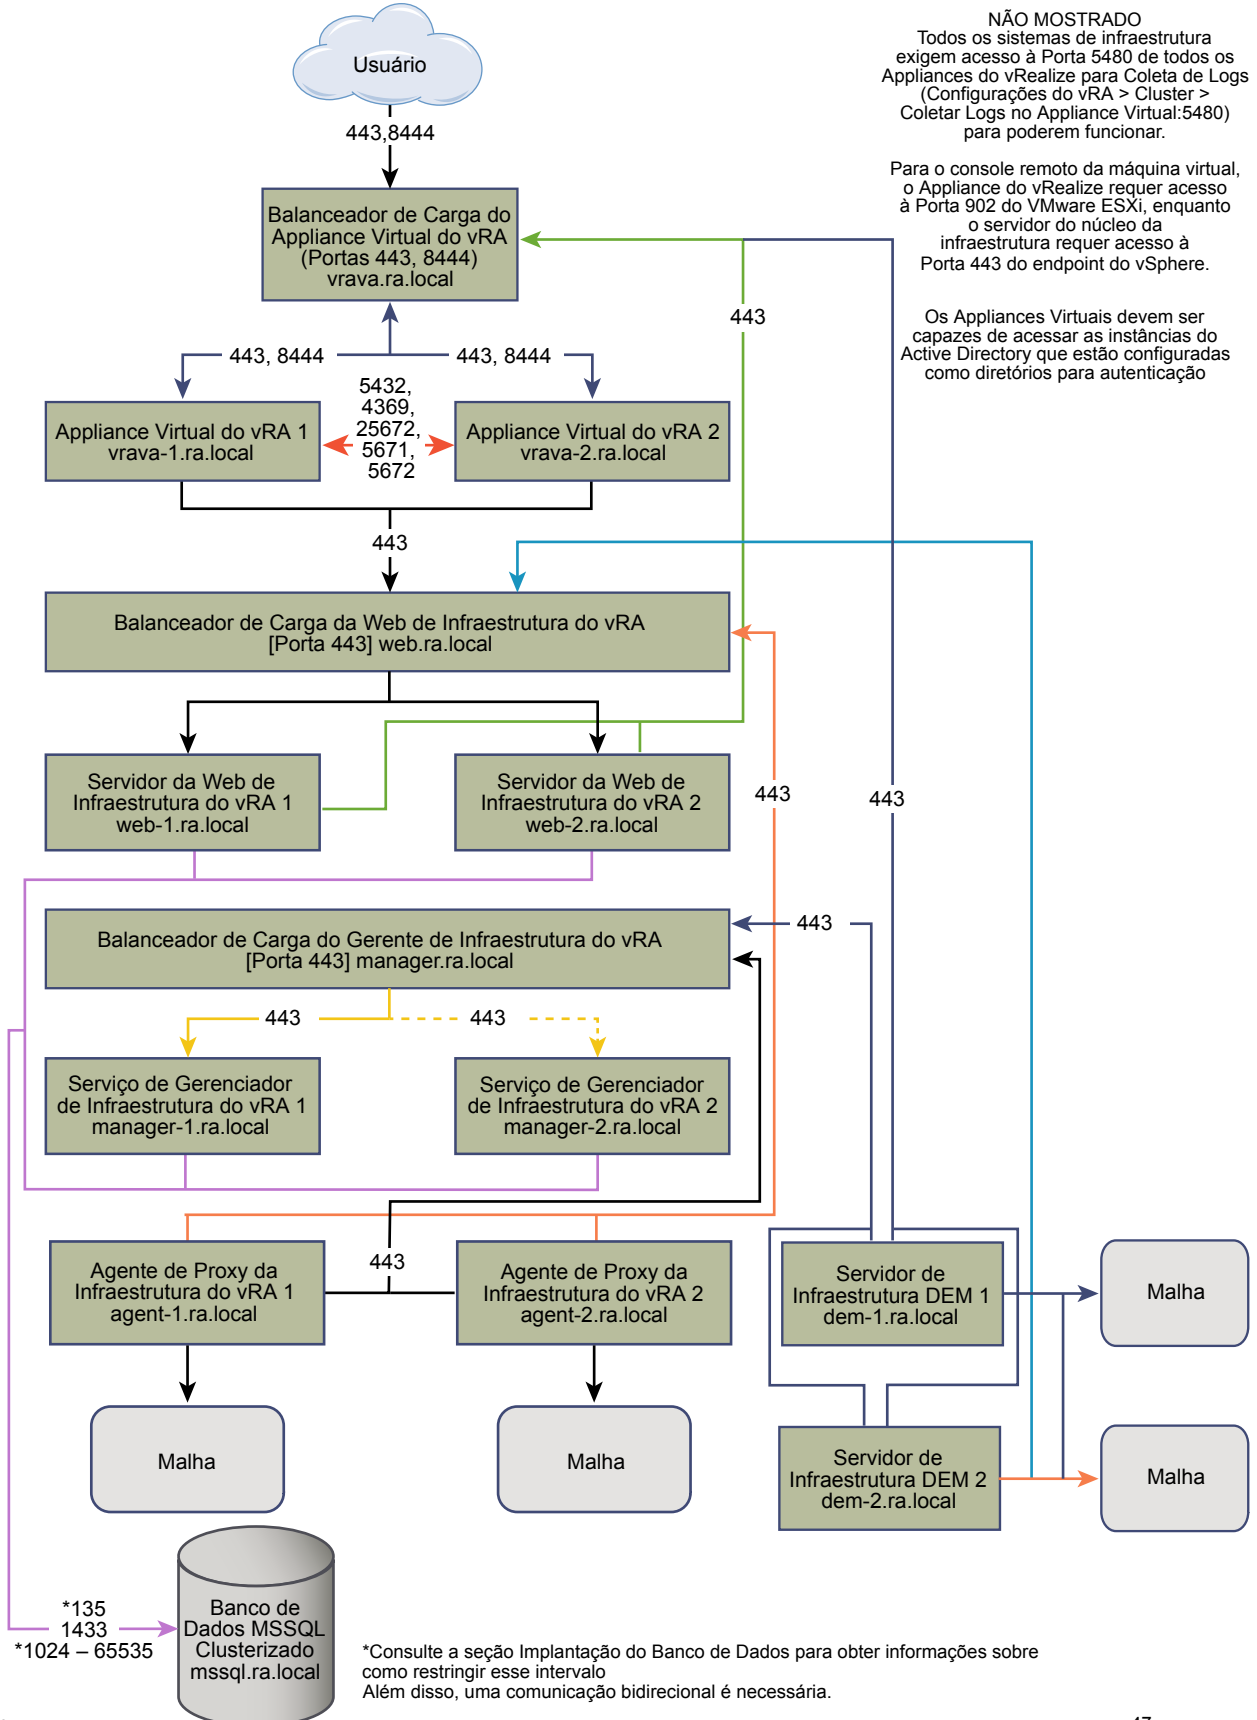 Usuário
443,8444
NÃO MOSTRADO
Todos os sistemas de infraestrutura
exigem acesso à Porta 5480 de todos os
Appliances do vRealize para Coleta de Logs
(Configurações do vRA > Cluster >
Coletar Logs no Appliance Virtual:5480)
para poderem funcionar.
Para o console remoto da máquina virtual,
o Appliance do vRealize requer acesso
à Porta 902 do VMware ESXi, enquanto
o servidor do núcleo da
infraestrutura requer acesso à
Porta 443 do endpoint do vSphere.
Os Appliances Virtuais devem ser
capazes de acessar as instâncias do
Active Directory que estão configuradas
como diretórios para autenticação
Balanceador de Carga do
Appliance Virtual do vRA
(Portas 443, 8444)
vrava.ra.local
443
443, 8444
443, 8444
5432,
4369,
25672,
5671,
5672
Appliance Virtual do vRA 1
vrava-1.ra.local
Appliance Virtual do vRA 2
vrava-2.ra.local
443
Balanceador de Carga da Web de Infraestrutura do vRA
[Porta 443] web.ra.local
Servidor da Web de
Infraestrutura do vRA 1
web-1.ra.local
Servidor da Web de
Infraestrutura do vRA 2
web-2.ra.local
443
443
Balanceador de Carga do Gerente de Infraestrutura do vRA
[Porta 443] manager.ra.local
443
443
443
Serviço de Gerenciador
de Infraestrutura do vRA 1
manager-1.ra.local
Serviço de Gerenciador
de Infraestrutura do vRA 2
manager-2.ra.local
Agente de Proxy da
Infraestrutura do vRA 1
agent-1.ra.local
443
Agente de Proxy da
Infraestrutura do vRA 2
agent-2.ra.local
Servidor de
Infraestrutura DEM 1
dem-1.ra.local
Malha
Malha
Malha
Servidor de
Infraestrutura DEM 2
dem-2.ra.local
Malha
*135
1433
*1024 – 65535
Banco de
Dados MSSQL
Clusterizado
mssql.ra.local
*Consulte a seção Implantação do Banco de Dados para obter informações sobre
como restringir esse intervalo
Além disso, uma comunicação bidirecional é necessária.